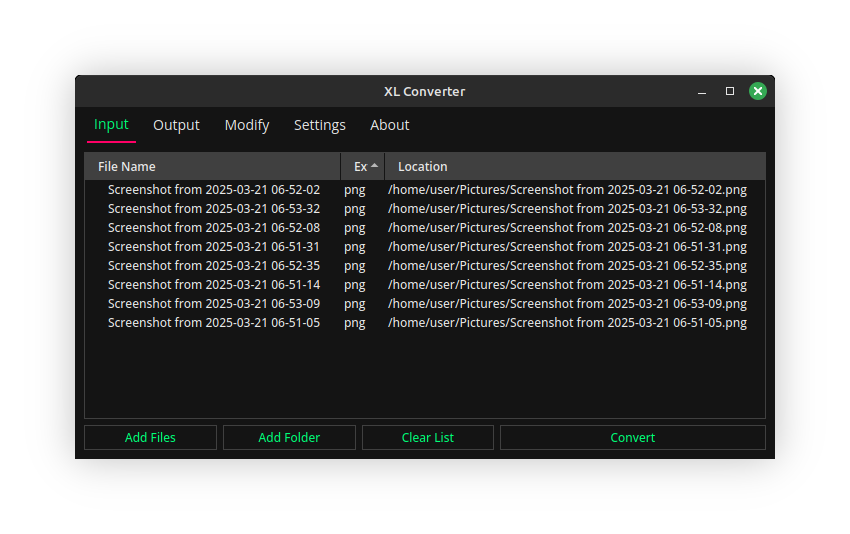 XL Converter
Input Output Modify Settings About
File Name Ex Location
Screenshot from 2025-03-21 06-52-02 png /home/user/Pictures/Screenshot from 2025-03-21 06-52-02.png
Screenshot from 2025-03-21 06-53-32 png /home/user/Pictures/Screenshot from 2025-03-21 06-53-32.png
Screenshot from 2025-03-21 06-52-08 png /home/user/Pictures/Screenshot from 2025-03-21 06-52-08.png
Screenshot from 2025-03-21 06-51-31 png /home/user/Pictures/Screenshot from 2025-03-21 06-51-31.png
Screenshot from 2025-03-21 06-52-35 png /home/user/Pictures/Screenshot from 2025-03-21 06-52-35.png
Screenshot from 2025-03-21 06-51-14 png /home/user/Pictures/Screenshot from 2025-03-21 06-51-14.png
Screenshot from 2025-03-21 06-53-09 png /home/user/Pictures/Screenshot from 2025-03-21 06-53-09.png
Screenshot from 2025-03-21 06-51-05 png /home/user/Pictures/Screenshot from 2025-03-21 06-51-05.png
Add Files Add Folder Clear List Convert